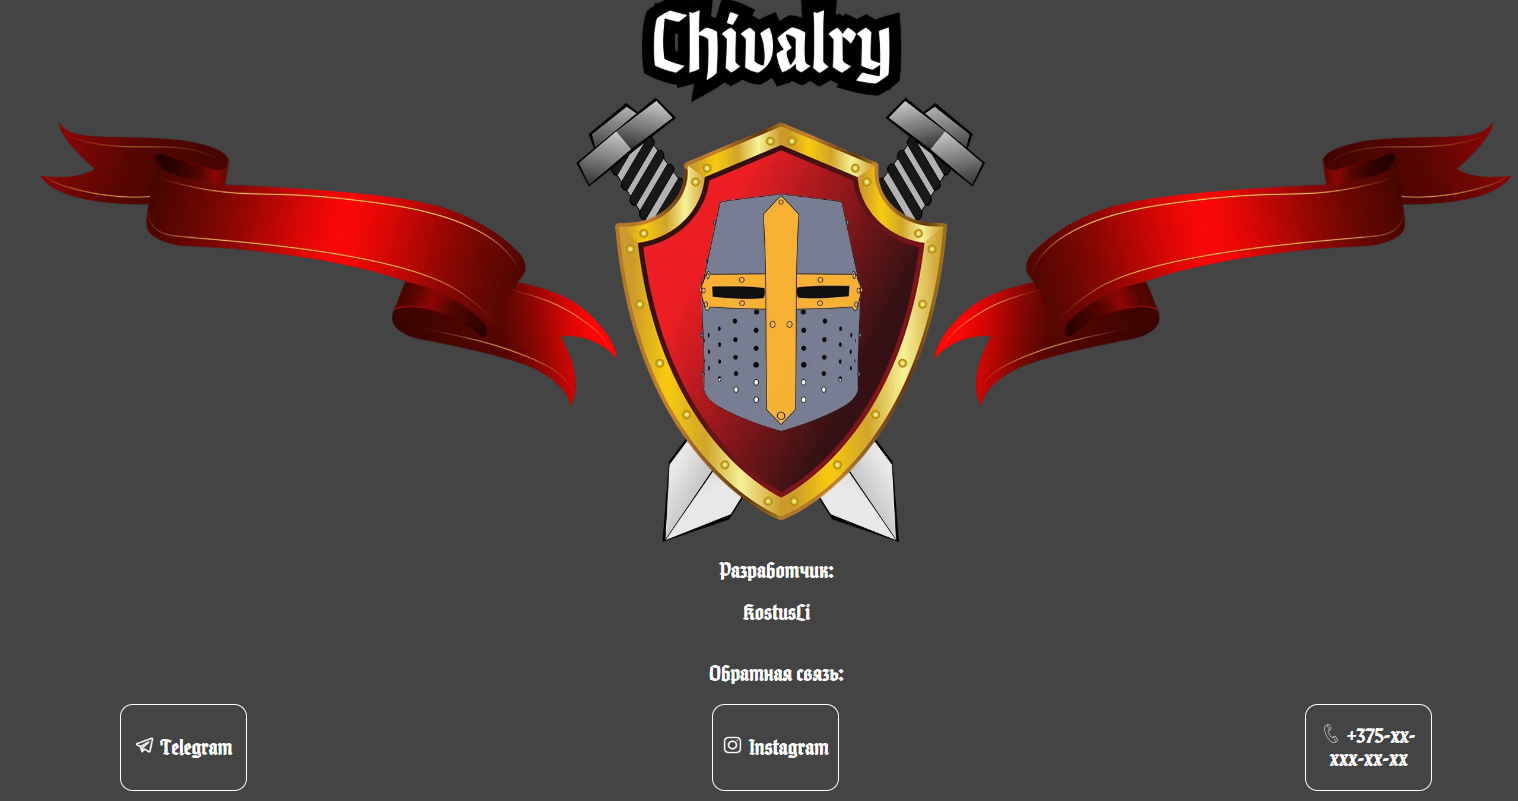 Chivalry
Разработчик:
KostusLi
Обратная связь:
Telegram
Instagram
+375-xx-
xxx-xx-xx